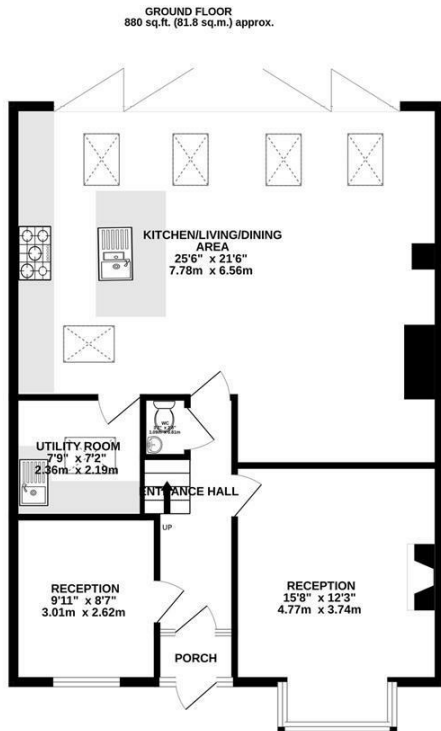 GROUND FLOOR
880 sq.ft. (81.8 sq.m.) approx.
KITCHEN/LIVING/DINING
AREA
25'6" x 21'6"
7.78m x 6.56m
WC
UTILITY ROOM
7'9" x 7'2"
2.36m x 2.19m
ENTRANCE HALL
UP
RECEPTION
9'11" x 8'7"
3.01m x 2.62m
RECEPTION
15'8" x 12'3"
4.77m x 3.74m
PORCH